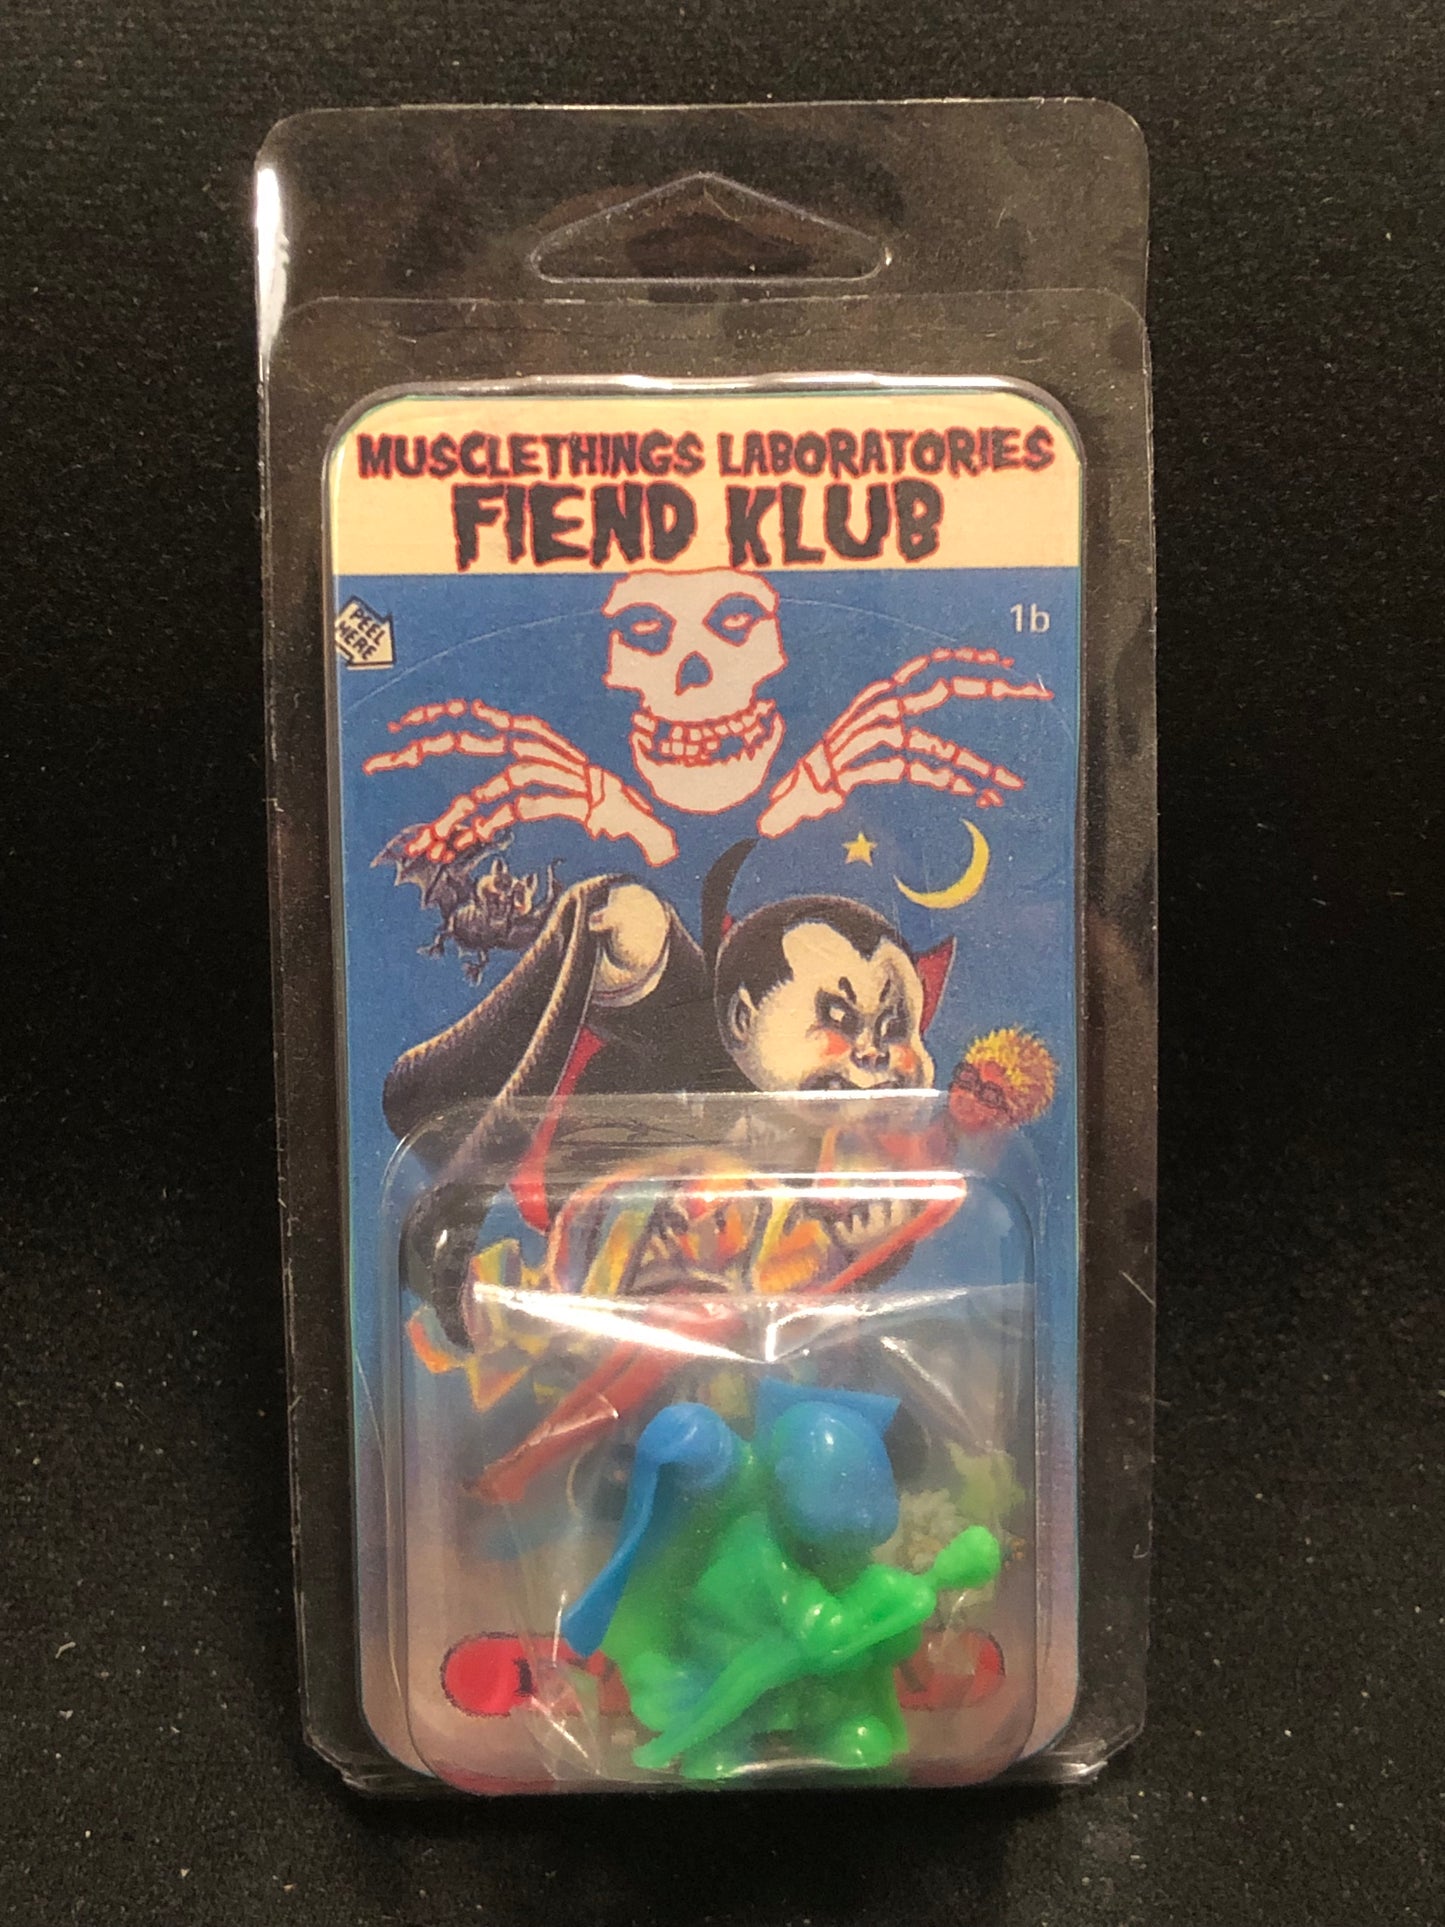 MUSCLETHINGS LABORATORIES
FIEND KLUB
1b
PEEL
HERE